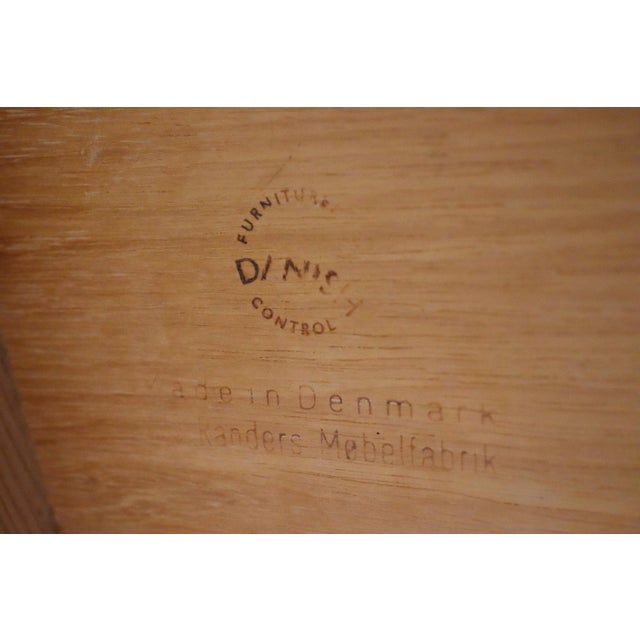 FURNITURE
DANISH
CONTROL
Made in Denmark
Randers Møbelfabrik